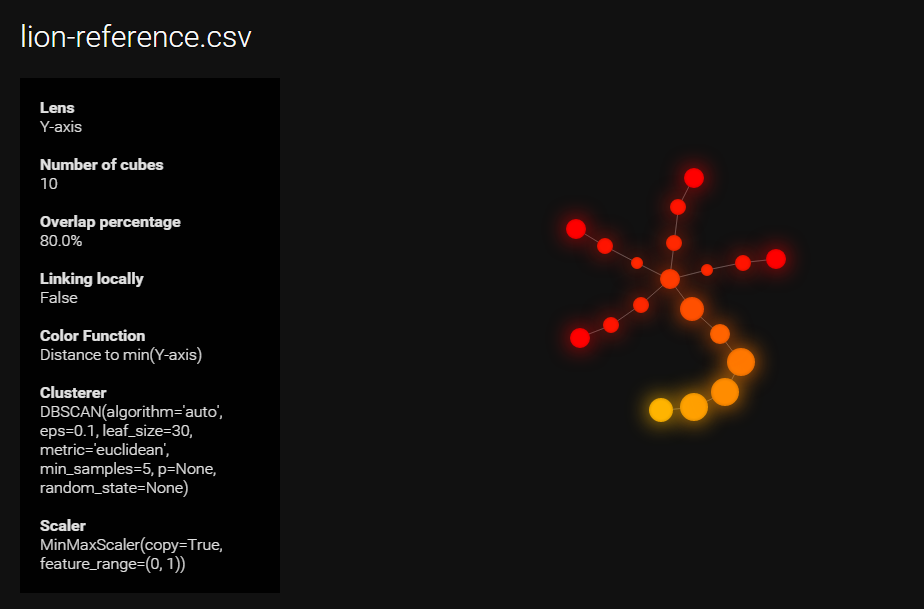 lion-reference.csv
Lens
Y-axis
Number of cubes
10
Overlap percentage
80.0%
Linking locally
False
Color Function
Distance to min(Y-axis)
Clusterer
DBSCAN(algorithm='auto',
eps=0.1, leaf_size=30,
metric='euclidean',
min_samples=5, p=None,
random_state=None)
Scaler
MinMaxScaler(copy=True,
feature_range=(0, 1))